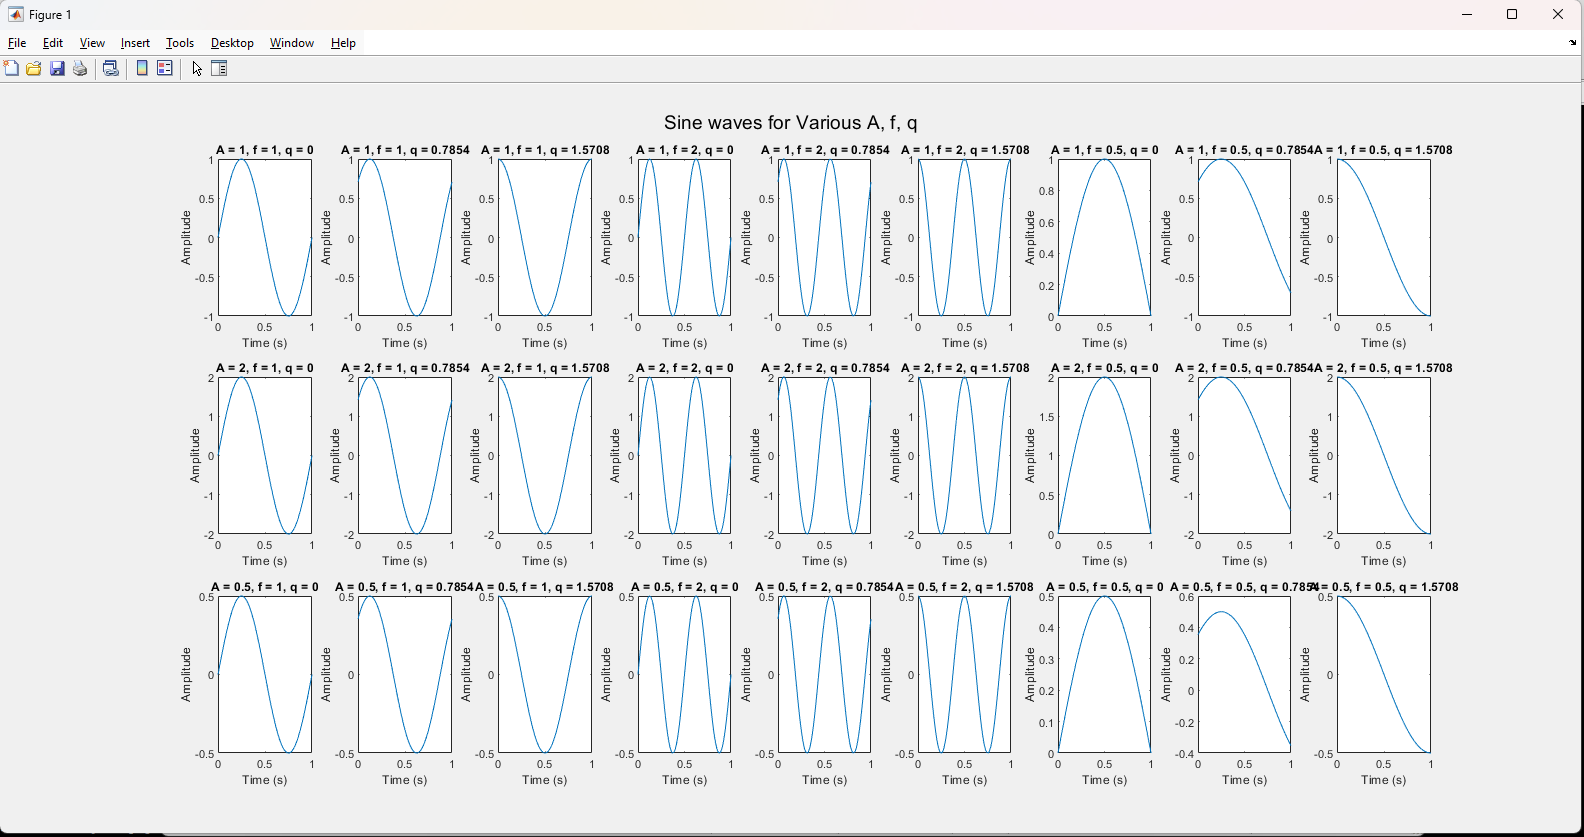 Figure 1
File Edit View Insert Tools Desktop Window Help
Sine waves for Various A, f, q
A = 1, f = 1, q = 0 A = 1, f = 1, q = 0.7854 A = 1, f = 1, q = 1.5708 A = 1, f = 2, q = 0 A = 1, f = 2, q = 0.7854 A = 1, f = 2, q = 1.5708 A = 1, f = 0.5, q = 0 A = 1, f = 0.5, q = 0.7854 A = 1, f = 0.5, q = 1.5708
1 1 1 1 1 1 1 1 1
0.5 0.5 0.5 0.5 0.5 0.5 0.8 0.5 0.5
0 0 0 0 0 0 0.6 0 0
-0.5 -0.5 -0.5 -0.5 -0.5 -0.5 0.4 -0.5 -0.5
0.2
-1 -1 -1 -1 -1 -1 0 -1 -1
Amplitude Amplitude Amplitude Amplitude Amplitude Amplitude Amplitude Amplitude Amplitude
0 0.5 1 0 0.5 1 0 0.5 1 0 0.5 1 0 0.5 1 0 0.5 1 0 0.5 1 0 0.5 1 0 0.5 1
Time (s) Time (s) Time (s) Time (s) Time (s) Time (s) Time (s) Time (s) Time (s)
A = 2, f = 1, q = 0 A = 2, f = 1, q = 0.7854 A = 2, f = 1, q = 1.5708 A = 2, f = 2, q = 0 A = 2, f = 2, q = 0.7854 A = 2, f = 2, q = 1.5708 A = 2, f = 0.5, q = 0 A = 2, f = 0.5, q = 0.7854 A = 2, f = 0.5, q = 1.5708
2 2 2 2 2 2 2 2 2
1 1 1 1 1 1 1.5 1 1
0 0 0 0 0 0 1 0 0
-1 -1 -1 -1 -1 -1 0.5 -1 -1
-2 -2 -2 -2 -2 -2 0 -2 -2
Amplitude Amplitude Amplitude Amplitude Amplitude Amplitude Amplitude Amplitude Amplitude
0 0.5 1 0 0.5 1 0 0.5 1 0 0.5 1 0 0.5 1 0 0.5 1 0 0.5 1 0 0.5 1 0 0.5 1
Time (s) Time (s) Time (s) Time (s) Time (s) Time (s) Time (s) Time (s) Time (s)
A = 0.5, f = 1, q = 0 A = 0.5, f = 1, q = 0.7854 A = 0.5, f = 1, q = 1.5708 A = 0.5, f = 2, q = 0 A = 0.5, f = 2, q = 0.7854 A = 0.5, f = 2, q = 1.5708 A = 0.5, f = 0.5, q = 0 A = 0.5, f = 0.5, q = 0.7854 A = 0.5, f = 0.5, q = 1.5708
0.5 0.5 0.5 0.5 0.5 0.5 0.5 0.6 0.5
0.4 0.4
0.3 0.2
0 0 0 0 0 0 0.2 0 0
0.1 -0.2
-0.5 -0.5 -0.5 -0.5 -0.5 -0.5 0 -0.4 -0.5
Amplitude Amplitude Amplitude Amplitude Amplitude Amplitude Amplitude Amplitude Amplitude
0 0.5 1 0 0.5 1 0 0.5 1 0 0.5 1 0 0.5 1 0 0.5 1 0 0.5 1 0 0.5 1 0 0.5 1
Time (s) Time (s) Time (s) Time (s) Time (s) Time (s) Time (s) Time (s) Time (s)